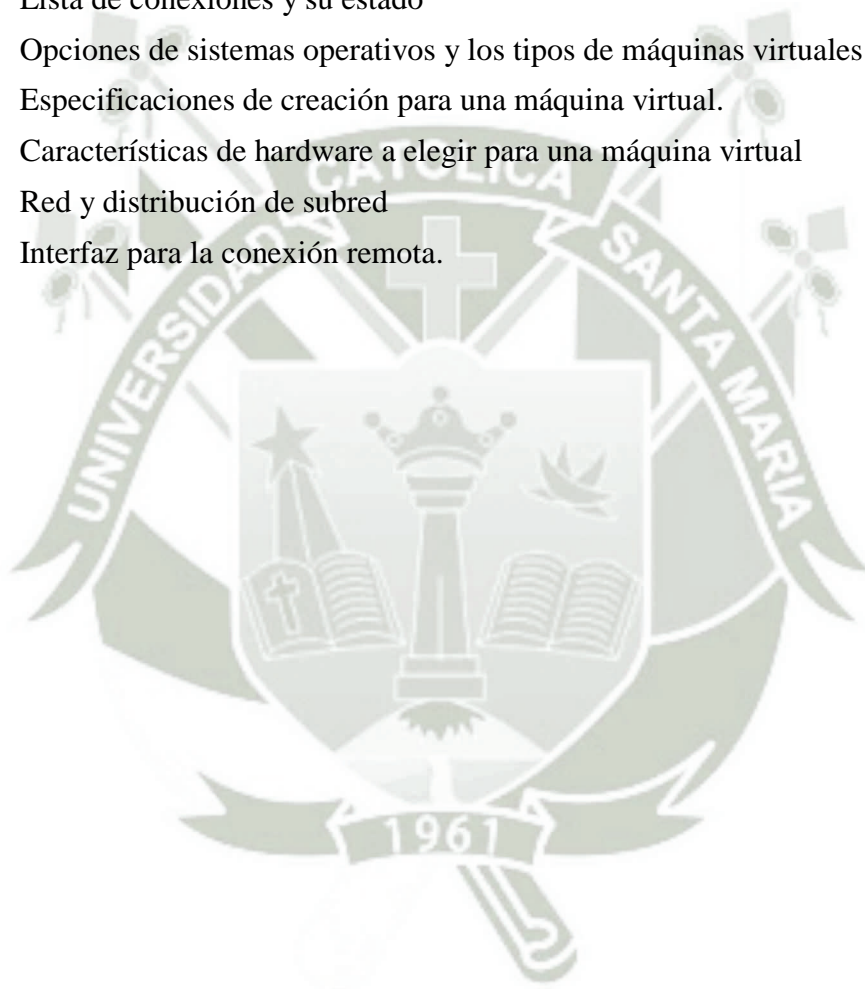 Lista de conexiones y su estado
Opciones de sistemas operativos y los tipos de máquinas virtuales
Especificaciones de creación para una máquina virtual.
Características de hardware a elegir para una máquina virtual
Red y distribución de subred
Interfaz para la conexión remota.
UNIVERSIDAD CATOLICA SANTA MARIA
1961